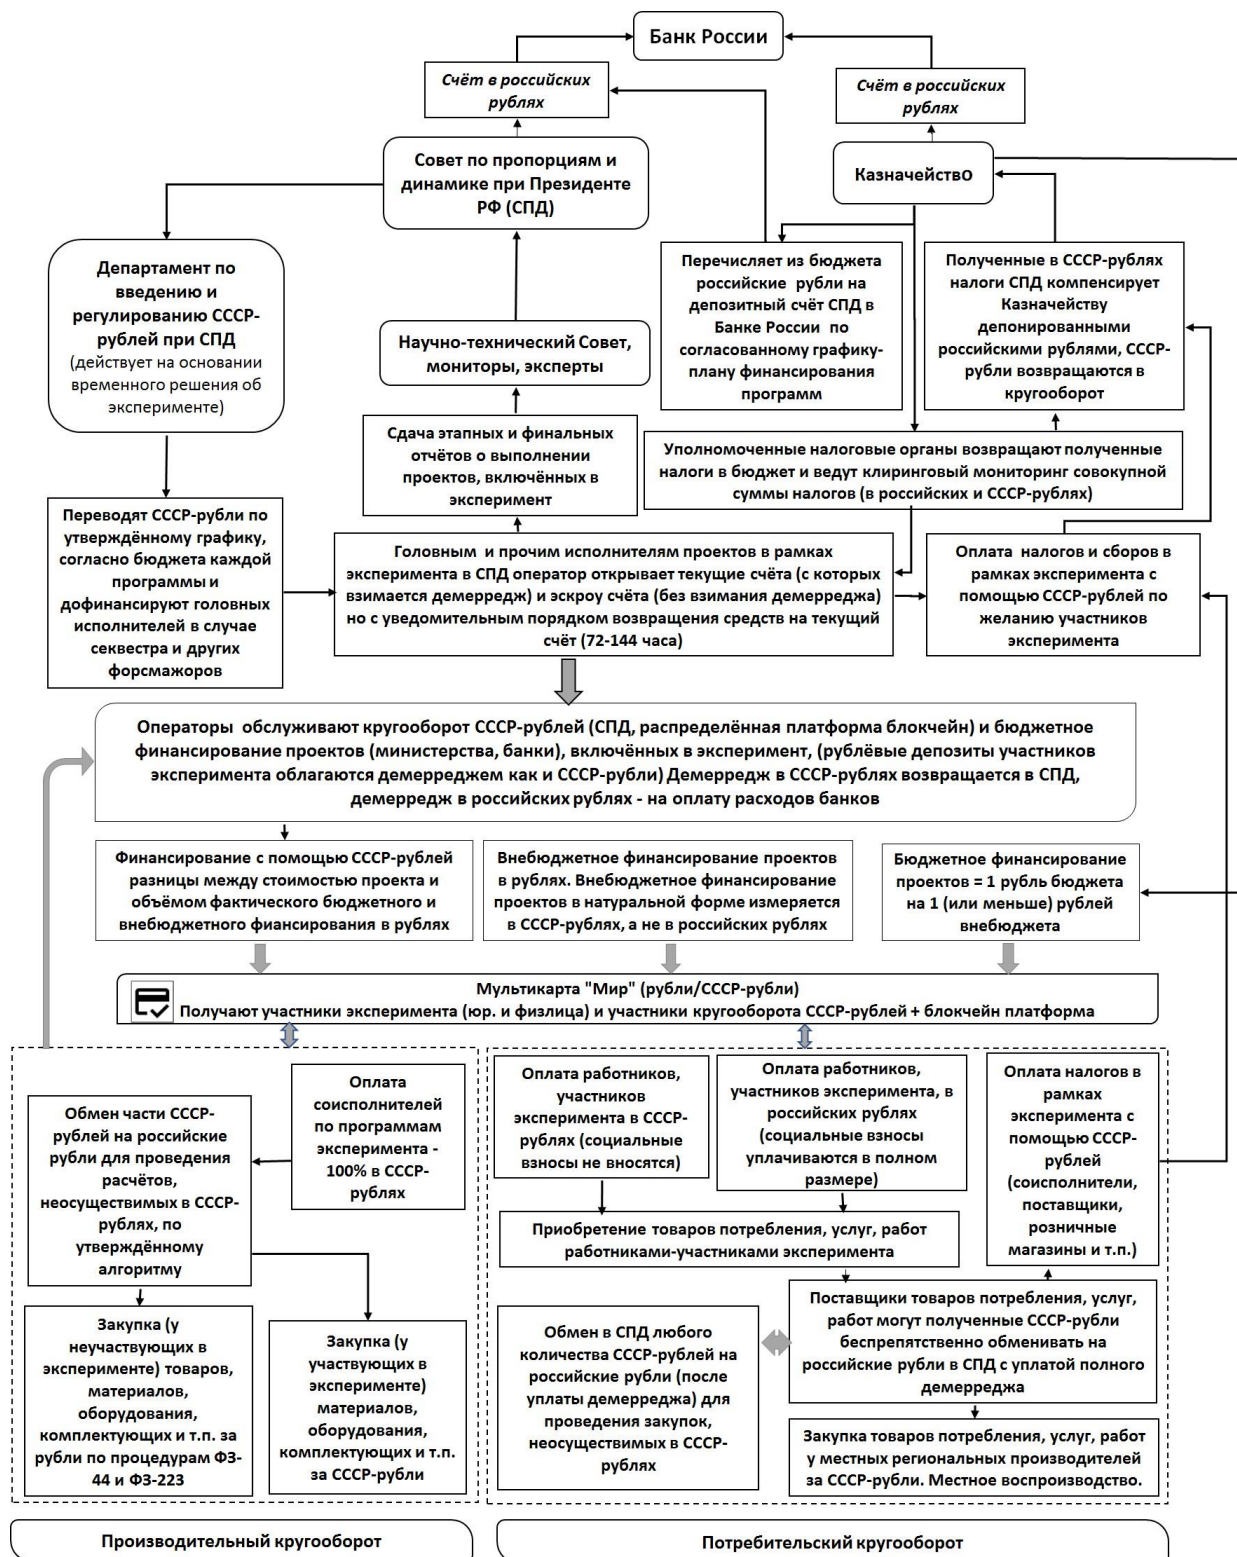 Банк России
Счёт в российских
рублях
Счёт в российских
рублях
Совет по пропорциям и
динамике при Президенте
РФ (СПД)
Казначейство
Департамент по
введению и
регулированию СССР-
рублей при СПД
(действует на основании
временного решения об
эксперименте)
Научно-технический Совет,
мониторы, эксперты
Перечисляет из бюджета
российские рубли на
депозитный счёт СПД в
Банке России по
согласованному графику-
плану финансирования
программ
Полученные в СССР-рублях
налоги СПД компенсирует
Казначейству
депонированными
российскими рублями, СССР-
рубли возвращаются в
кругооборот
Сдача этапных и финальных
отчётов о выполнении
проектов, включённых в
эксперимент
Уполномоченные налоговые органы возвращают полученные
налоги в бюджет и ведут клиринговый мониторинг совокупной
суммы налогов (в российских и СССР-рублях)
Переводят СССР-рубли по
утверждённому графику,
согласно бюджета каждой
программы и
дофинансируют головных
исполнителей в случае
секвестра и других
форсмажоров
Головным и прочим исполнителям проектов в рамках
эксперимента в СПД оператор открывает текущие счёта (с которых
взимается демерредж) и эскроу счёта (без взимания демерреджа)
но с уведомительным порядком возвращения средств на текущий
счёт (72-144 часа)
Оплата налогов и сборов в
рамках эксперимента с
помощью СССР-рублей по
желанию участников
эксперимента
Операторы обслуживают кругооборот СССР-рублей (СПД, распределённая платформа блокчейн) и бюджетное
финансирование проектов (министерства, банки), включённых в эксперимент, (рублёвые депозиты участников
эксперимента облагаются демерреджем как и СССР-рубли) Демерредж в СССР-рублях возвращается в СПД,
демерредж в российских рублях - на оплату расходов банков
Финансирование с помощью СССР-рублей
разницы между стоимостью проекта и
объёмом фактического бюджетного и
внебюджетного фиансирования в рублях
Внебюджетное финансирование проектов
в рублях. Внебюджетное финансирование
проектов в натуральной форме измеряется
в СССР-рублях, а не в российских рублях
Бюджетное финансирование
проектов = 1 рубль бюджета
на 1 (или меньше) рублей
внебюджета
Мультикарта "Мир" (рубли/СССР-рубли)
Получают участники эксперимента (юр. и физлица) и участники кругооборота СССР-рублей + блокчейн платформа
Обмен части СССР-
рублей на российские
рубли для проведения
расчётов,
неосуществимых в СССР-
рублях, по
утверждённому
алгоритму
Оплата
соисполнителей
по программам
эксперимента -
100% в СССР-
рублях
Закупка (у
неучаствующих в
эксперименте) товаров,
материалов,
оборудования,
комплектующих и т.п. за
рубли по процедурам ФЗ-
44 и ФЗ-223
Закупка (у
участвующих в
эксперименте)
материалов,
оборудования,
комплектующих и т.п.
за СССР-рубли
Оплата работников,
участников
эксперимента в СССР-
рублях (социальные
взносы не вносятся)
Оплата работников,
участников эксперимента, в
российских рублях
(социальные взносы
уплачиваются в полном
размере)
Оплата налогов в
рамках
эксперимента с
помощью СССР-
рублей
(соисполнители,
поставщики,
розничные
магазины и т.п.)
Приобретение товаров потребления, услуг, работ
работниками-участниками эксперимента
Обмен в СПД любого
количества СССР-рублей на
российские рубли (после
уплаты демерреджа) для
проведения закупок,
неосуществимых в СССР-
рублях
Поставщики товаров потребления, услуг,
работ могут полученные СССР-рубли
беспрепятственно обменивать на
российские рубли в СПД с уплатой полного
демерреджа
Закупка товаров потребления, услуг, работ
у местных региональных производителей
за СССР-рубли. Местное воспроизводство.
Производительный кругооборот
Потребительский кругооборот